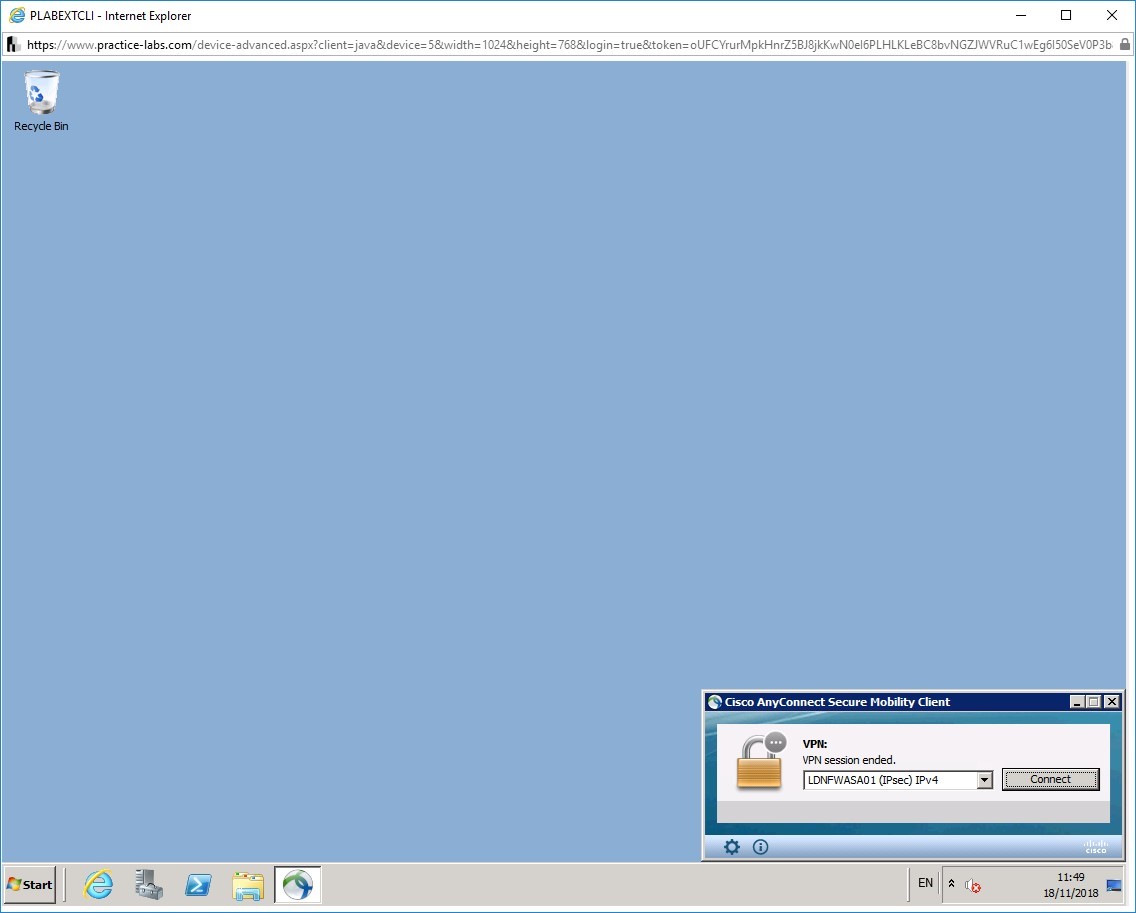 PLABEXTCLI - Internet Explorer
https://www.practice-labs.com/device-advanced.aspx?client=java&device=5&width=1024&height=768&login=true&token=oUFCYrurMpkHnrZ5BJ8jkKwN0el6PLHLKLeBC8bvNGZJWVRuC1wEg6I50SeV0P3b
Recycle Bin
Cisco AnyConnect Secure Mobility Client
VPN:
VPN session ended.
LDNFWASA01 (IPsec) IPv4
Connect
cisco
Start
EN
11:49
18/11/2018